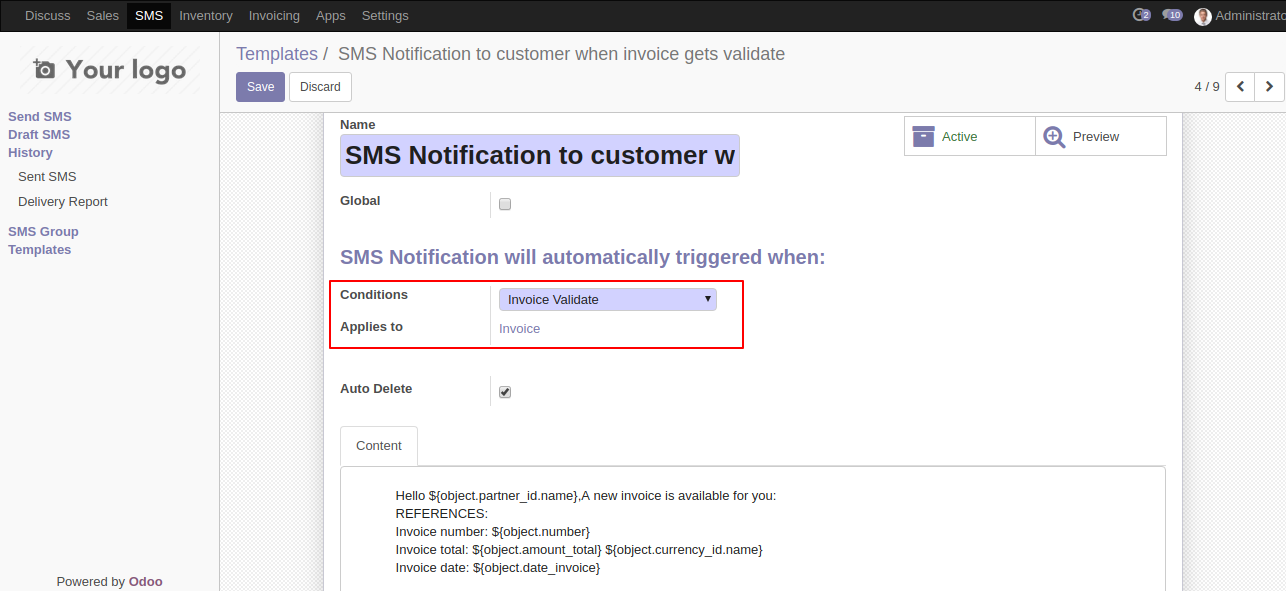 Discuss Sales SMS Inventory Invoicing Apps Settings 2 10 Administrato
Your logo
Templates / SMS Notification to customer when invoice gets validate
Save Discard
4 / 9
Send SMS
Draft SMS
History
Sent SMS
Delivery Report
SMS Group
Templates
Powered by Odoo
Name
SMS Notification to customer w
Active
Preview
Global
SMS Notification will automatically triggered when:
Conditions Invoice Validate
Applies to Invoice
Auto Delete
Content
Hello ${object.partner_id.name},A new invoice is available for you:
REFERENCES:
Invoice number: ${object.number}
Invoice total: ${object.amount_total} ${object.currency_id.name}
Invoice date: ${object.date_invoice}